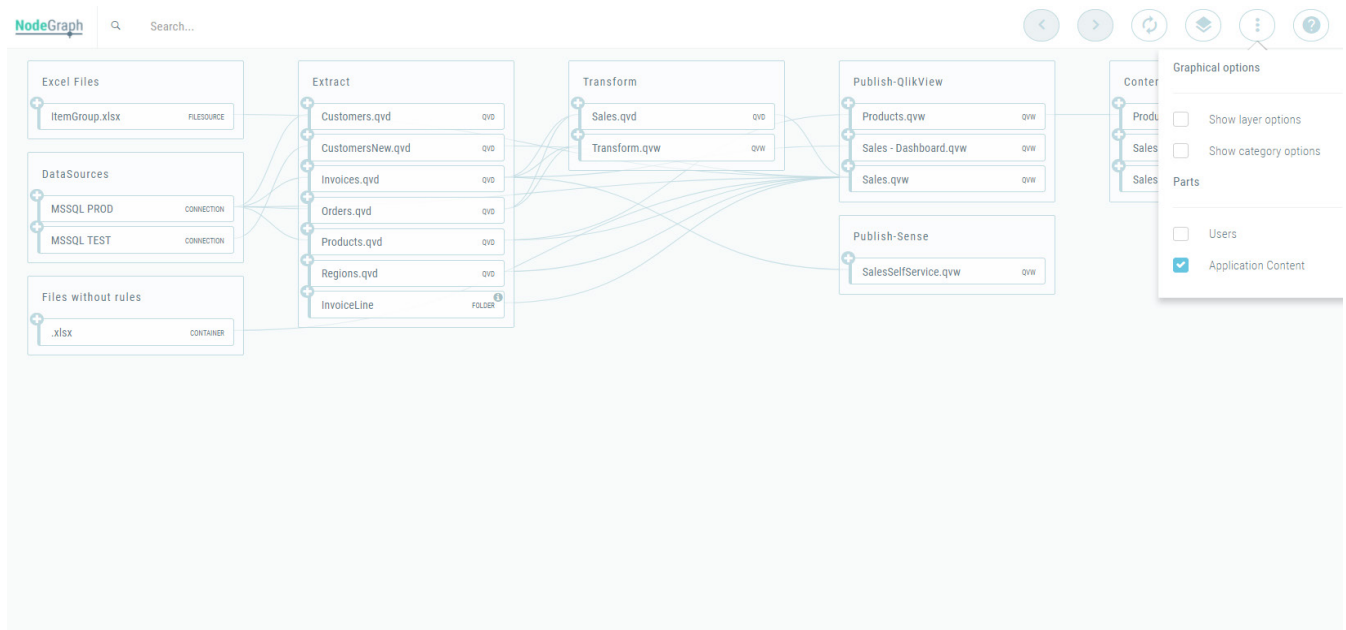 NodeGraph
Search...
Excel Files
ItemGroup.xlsx FILESOURCE
DataSources
MSSQL PROD CONNECTION
MSSQL TEST CONNECTION
Files without rules
.xlsx CONTAINER
Extract
Customers.qvd QVD
CustomersNew.qvd QVD
Invoices.qvd QVD
Orders.qvd QVD
Products.qvd QVD
Regions.qvd QVD
InvoiceLine FOLDER
Transform
Sales.qvd QVD
Transform.qvw QVW
Publish-QlikView
Products.qvw QVW
Sales - Dashboard.qvw QVW
Sales.qvw QVW
Publish-Sense
SalesSelfService.qvw QVW
Conter
Produ
Sales
Sales
Graphical options
Show layer options
Show category options
Parts
Users
Application Content